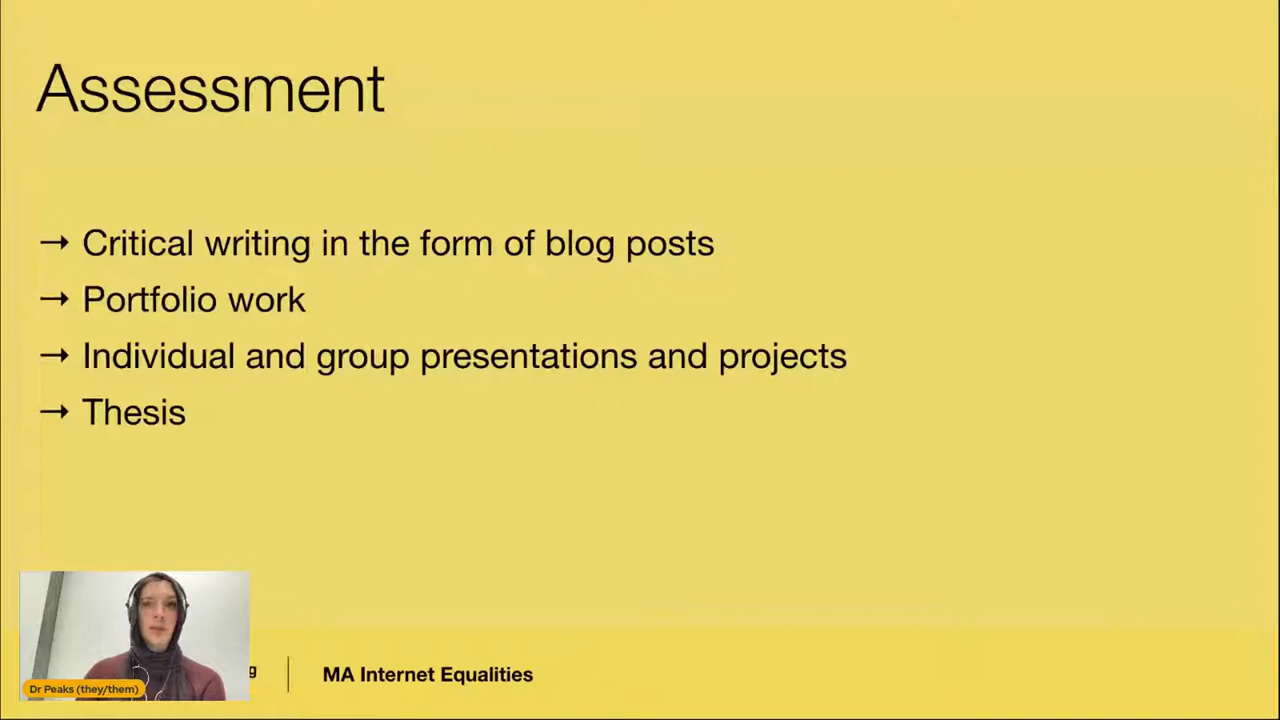 Assessment
→ Critical writing in the form of blog posts
→ Portfolio work
→ Individual and group presentations and projects
→ Thesis
MA Internet Equalities
Dr Peaks (they/them)